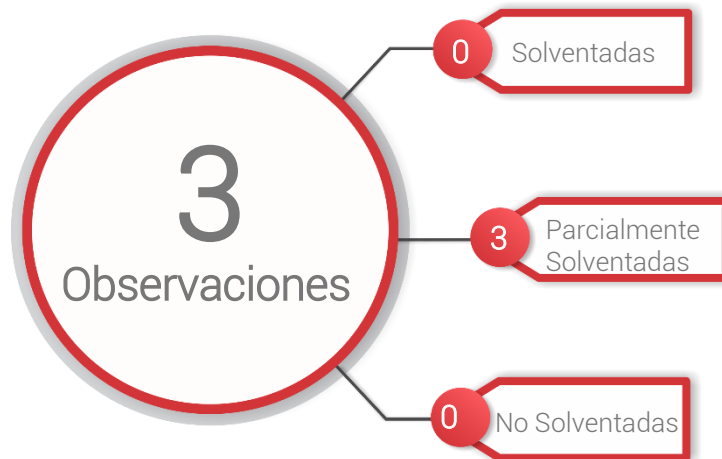 3
Observaciones
0
Solventadas
3
Parcialmente
Solventadas
0
No Solventadas